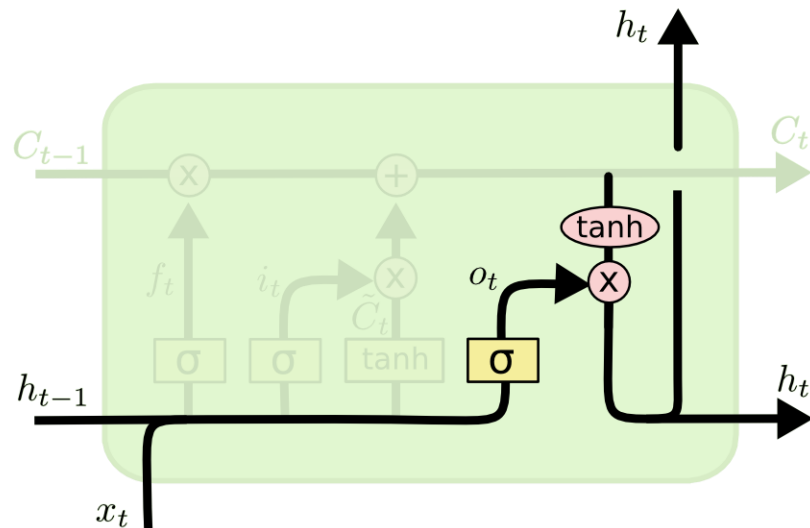 h_t
C_{t-1}
C_t
x
+
tanh
f_t
i_t
x
o_t
x
C̃_t
σ
σ
tanh
σ
h_{t-1}
h_t
x_t